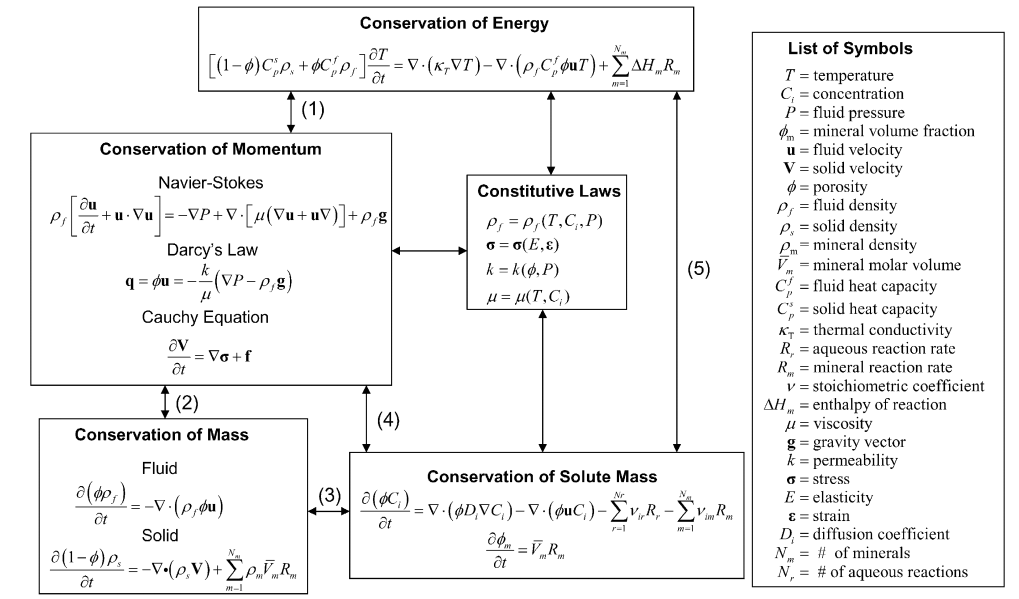 Conservation of Energy
[(1−ϕ)C_p^s ρ_s + ϕC_p^f ρ_f] ∂T/∂t = ∇·(κ_T∇T) − ∇·(ρ_f C_p^f ϕ𝐮T) + ∑_{m=1}^{N_m} ΔH_m R_m
(1)
Conservation of Momentum
Navier-Stokes
ρ_f[∂𝐮/∂t + 𝐮·∇𝐮] = −∇P + ∇·[μ(∇𝐮 + 𝐮∇)] + ρ_f 𝐠
Darcy's Law
𝐪 = ϕ𝐮 = −k/μ (∇P − ρ_f 𝐠)
Cauchy Equation
∂𝐕/∂t = ∇𝛔 + 𝐟
Constitutive Laws
ρ_f = ρ_f(T, C_i, P)
𝛔 = 𝛔(E, 𝛆)
k = k(ϕ, P)
μ = μ(T, C_i)
(5)
(2)
(4)
Conservation of Mass
Fluid
∂(ϕρ_f)/∂t = −∇·(ρ_f ϕ𝐮)
Solid
∂(1−ϕ)ρ_s/∂t = −∇•(ρ_s 𝐕) + ∑_{m=1}^{N_m} ρ_m V̅_m R_m
(3)
Conservation of Solute Mass
∂(ϕC_i)/∂t = ∇·(ϕD_i∇C_i) − ∇·(ϕ𝐮C_i) − ∑_{r=1}^{Nr} ν_{ir} R_r − ∑_{m=1}^{N_m} ν_{im} R_m
∂ϕ_m/∂t = V̅_m R_m
List of Symbols
T = temperature
C_i = concentration
P = fluid pressure
ϕ_m = mineral volume fraction
𝐮 = fluid velocity
𝐕 = solid velocity
ϕ = porosity
ρ_f = fluid density
ρ_s = solid density
ρ_m = mineral density
V̅_m = mineral molar volume
C_p^f = fluid heat capacity
C_p^s = solid heat capacity
κ_T = thermal conductivity
R_r = aqueous reaction rate
R_m = mineral reaction rate
ν = stoichiometric coefficient
ΔH_m = enthalpy of reaction
μ = viscosity
𝐠 = gravity vector
k = permeability
𝛔 = stress
E = elasticity
𝛆 = strain
D_i = diffusion coefficient
N_m = # of minerals
N_r = # of aqueous reactions